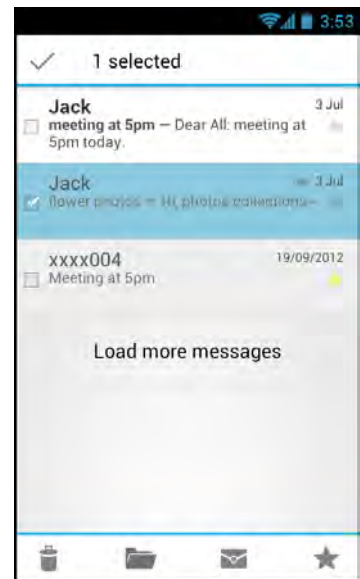 3:53
1 selected
Jack 3 Jul
meeting at 5pm – Dear All: meeting at
5pm today.
Jack 3 Jul
flower photos – Hi, photos collections~
xxxx004 19/09/2012
Meeting at 5pm
Load more messages